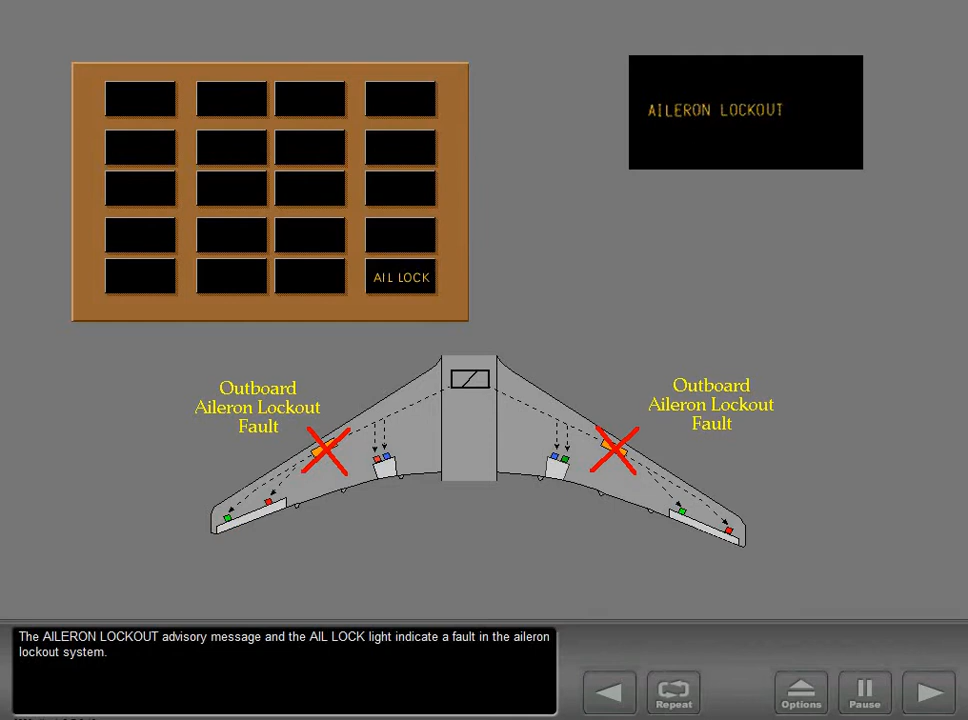 AILERON LOCKOUT
AIL LOCK
Outboard
Aileron Lockout
Fault
Outboard
Aileron Lockout
Fault
The AILERON LOCKOUT advisory message and the AIL LOCK light indicate a fault in the aileron
lockout system.
Repeat
Options
Pause